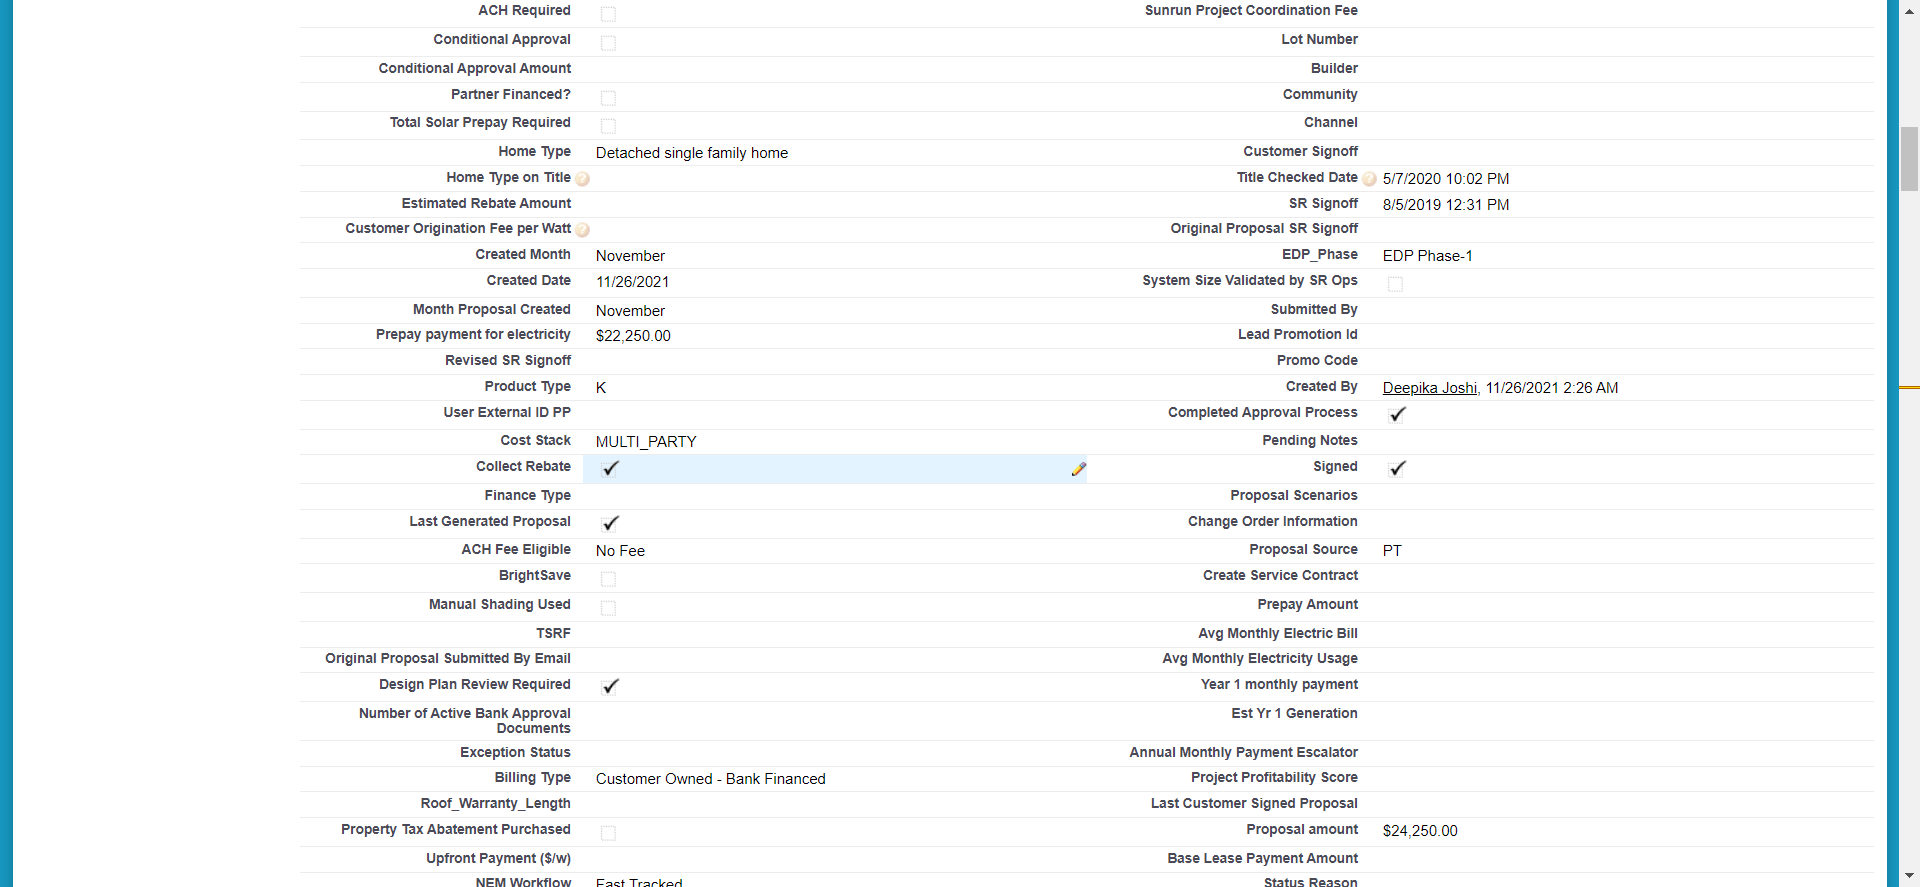 ACH Required
Sunrun Project Coordination Fee
Conditional Approval
Lot Number
Conditional Approval Amount
Builder
Partner Financed?
Community
Total Solar Prepay Required
Channel
Home Type Detached single family home
Customer Signoff
Home Type on Title ?
Title Checked Date ? 5/7/2020 10:02 PM
Estimated Rebate Amount
SR Signoff 8/5/2019 12:31 PM
Customer Origination Fee per Watt ?
Original Proposal SR Signoff
Created Month November
EDP_Phase EDP Phase-1
Created Date 11/26/2021
System Size Validated by SR Ops
Month Proposal Created November
Submitted By
Prepay payment for electricity $22,250.00
Lead Promotion Id
Revised SR Signoff
Promo Code
Product Type K
Created By Deepika Joshi, 11/26/2021 2:26 AM
User External ID PP
Completed Approval Process
Cost Stack MULTI_PARTY
Pending Notes
Collect Rebate
Signed
Finance Type
Proposal Scenarios
Last Generated Proposal
Change Order Information
ACH Fee Eligible No Fee
Proposal Source PT
BrightSave
Create Service Contract
Manual Shading Used
Prepay Amount
TSRF
Avg Monthly Electric Bill
Original Proposal Submitted By Email
Avg Monthly Electricity Usage
Design Plan Review Required
Year 1 monthly payment
Number of Active Bank Approval
Documents
Est Yr 1 Generation
Exception Status
Annual Monthly Payment Escalator
Billing Type Customer Owned - Bank Financed
Project Profitability Score
Roof_Warranty_Length
Last Customer Signed Proposal
Property Tax Abatement Purchased
Proposal amount $24,250.00
Upfront Payment ($/w)
Base Lease Payment Amount
NEM Workflow Fast Tracked
Status Reason